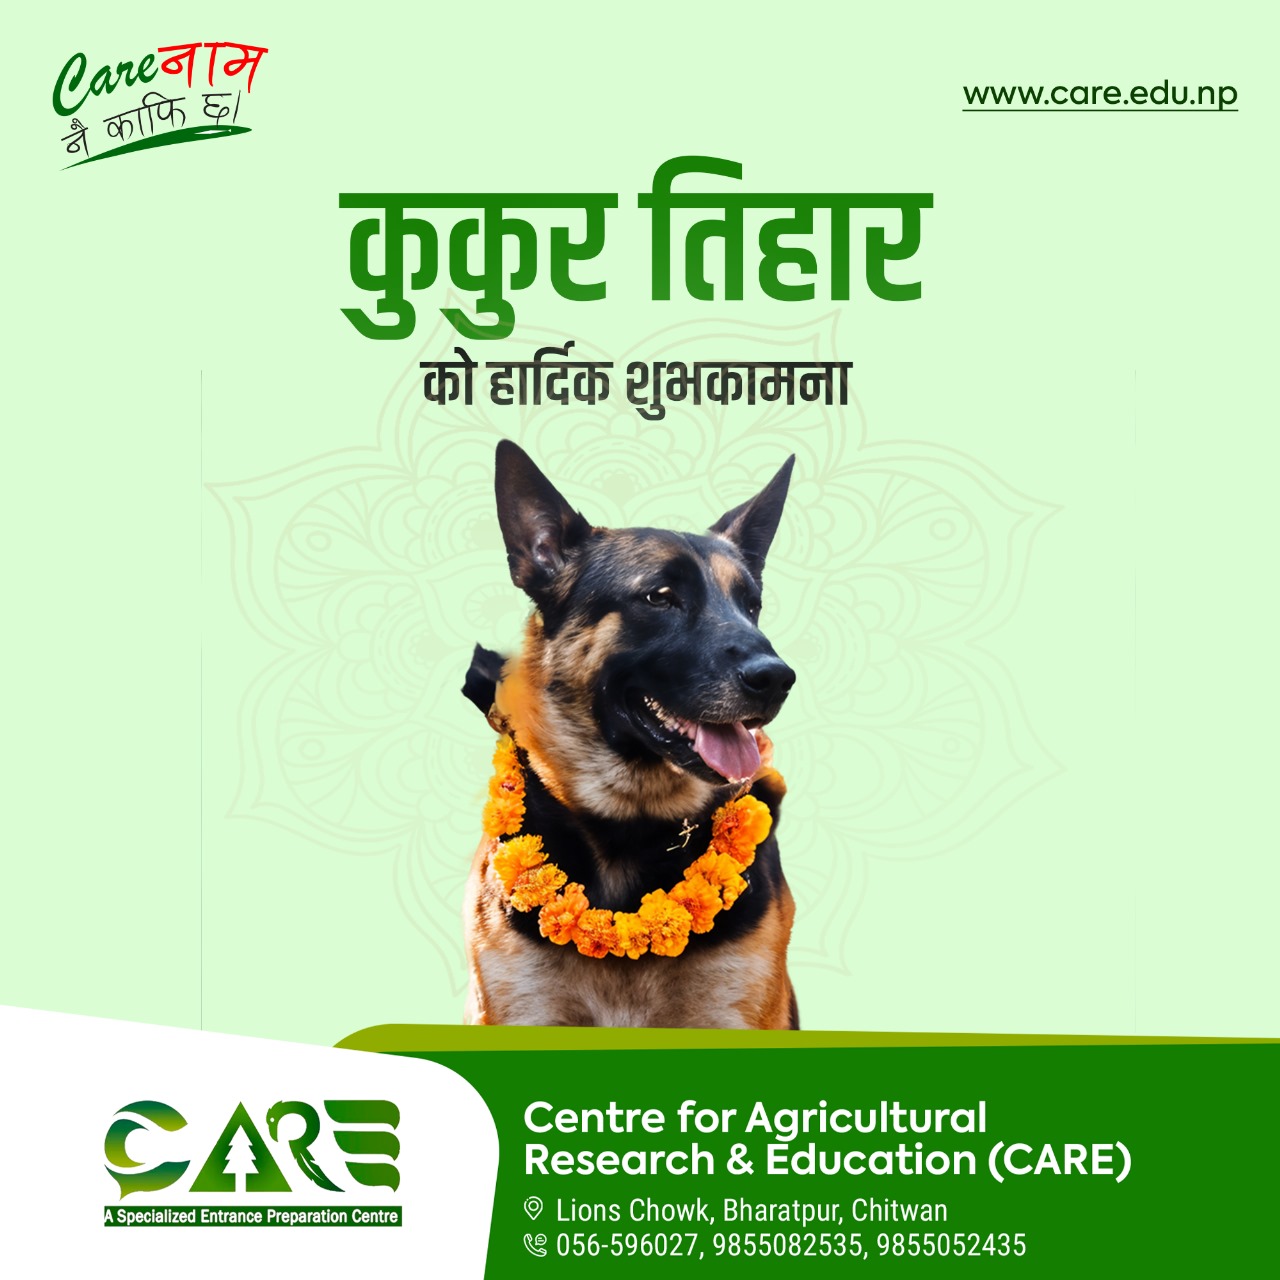 Care नाम
नै काफि छ।
www.care.edu.np
कुकुर तिहार
को हार्दिक शुभकामना
CARE
A Specialized Entrance Preparation Centre
Centre for Agricultural
Research & Education (CARE)
Lions Chowk, Bharatpur, Chitwan
056-596027, 9855082535, 9855052435